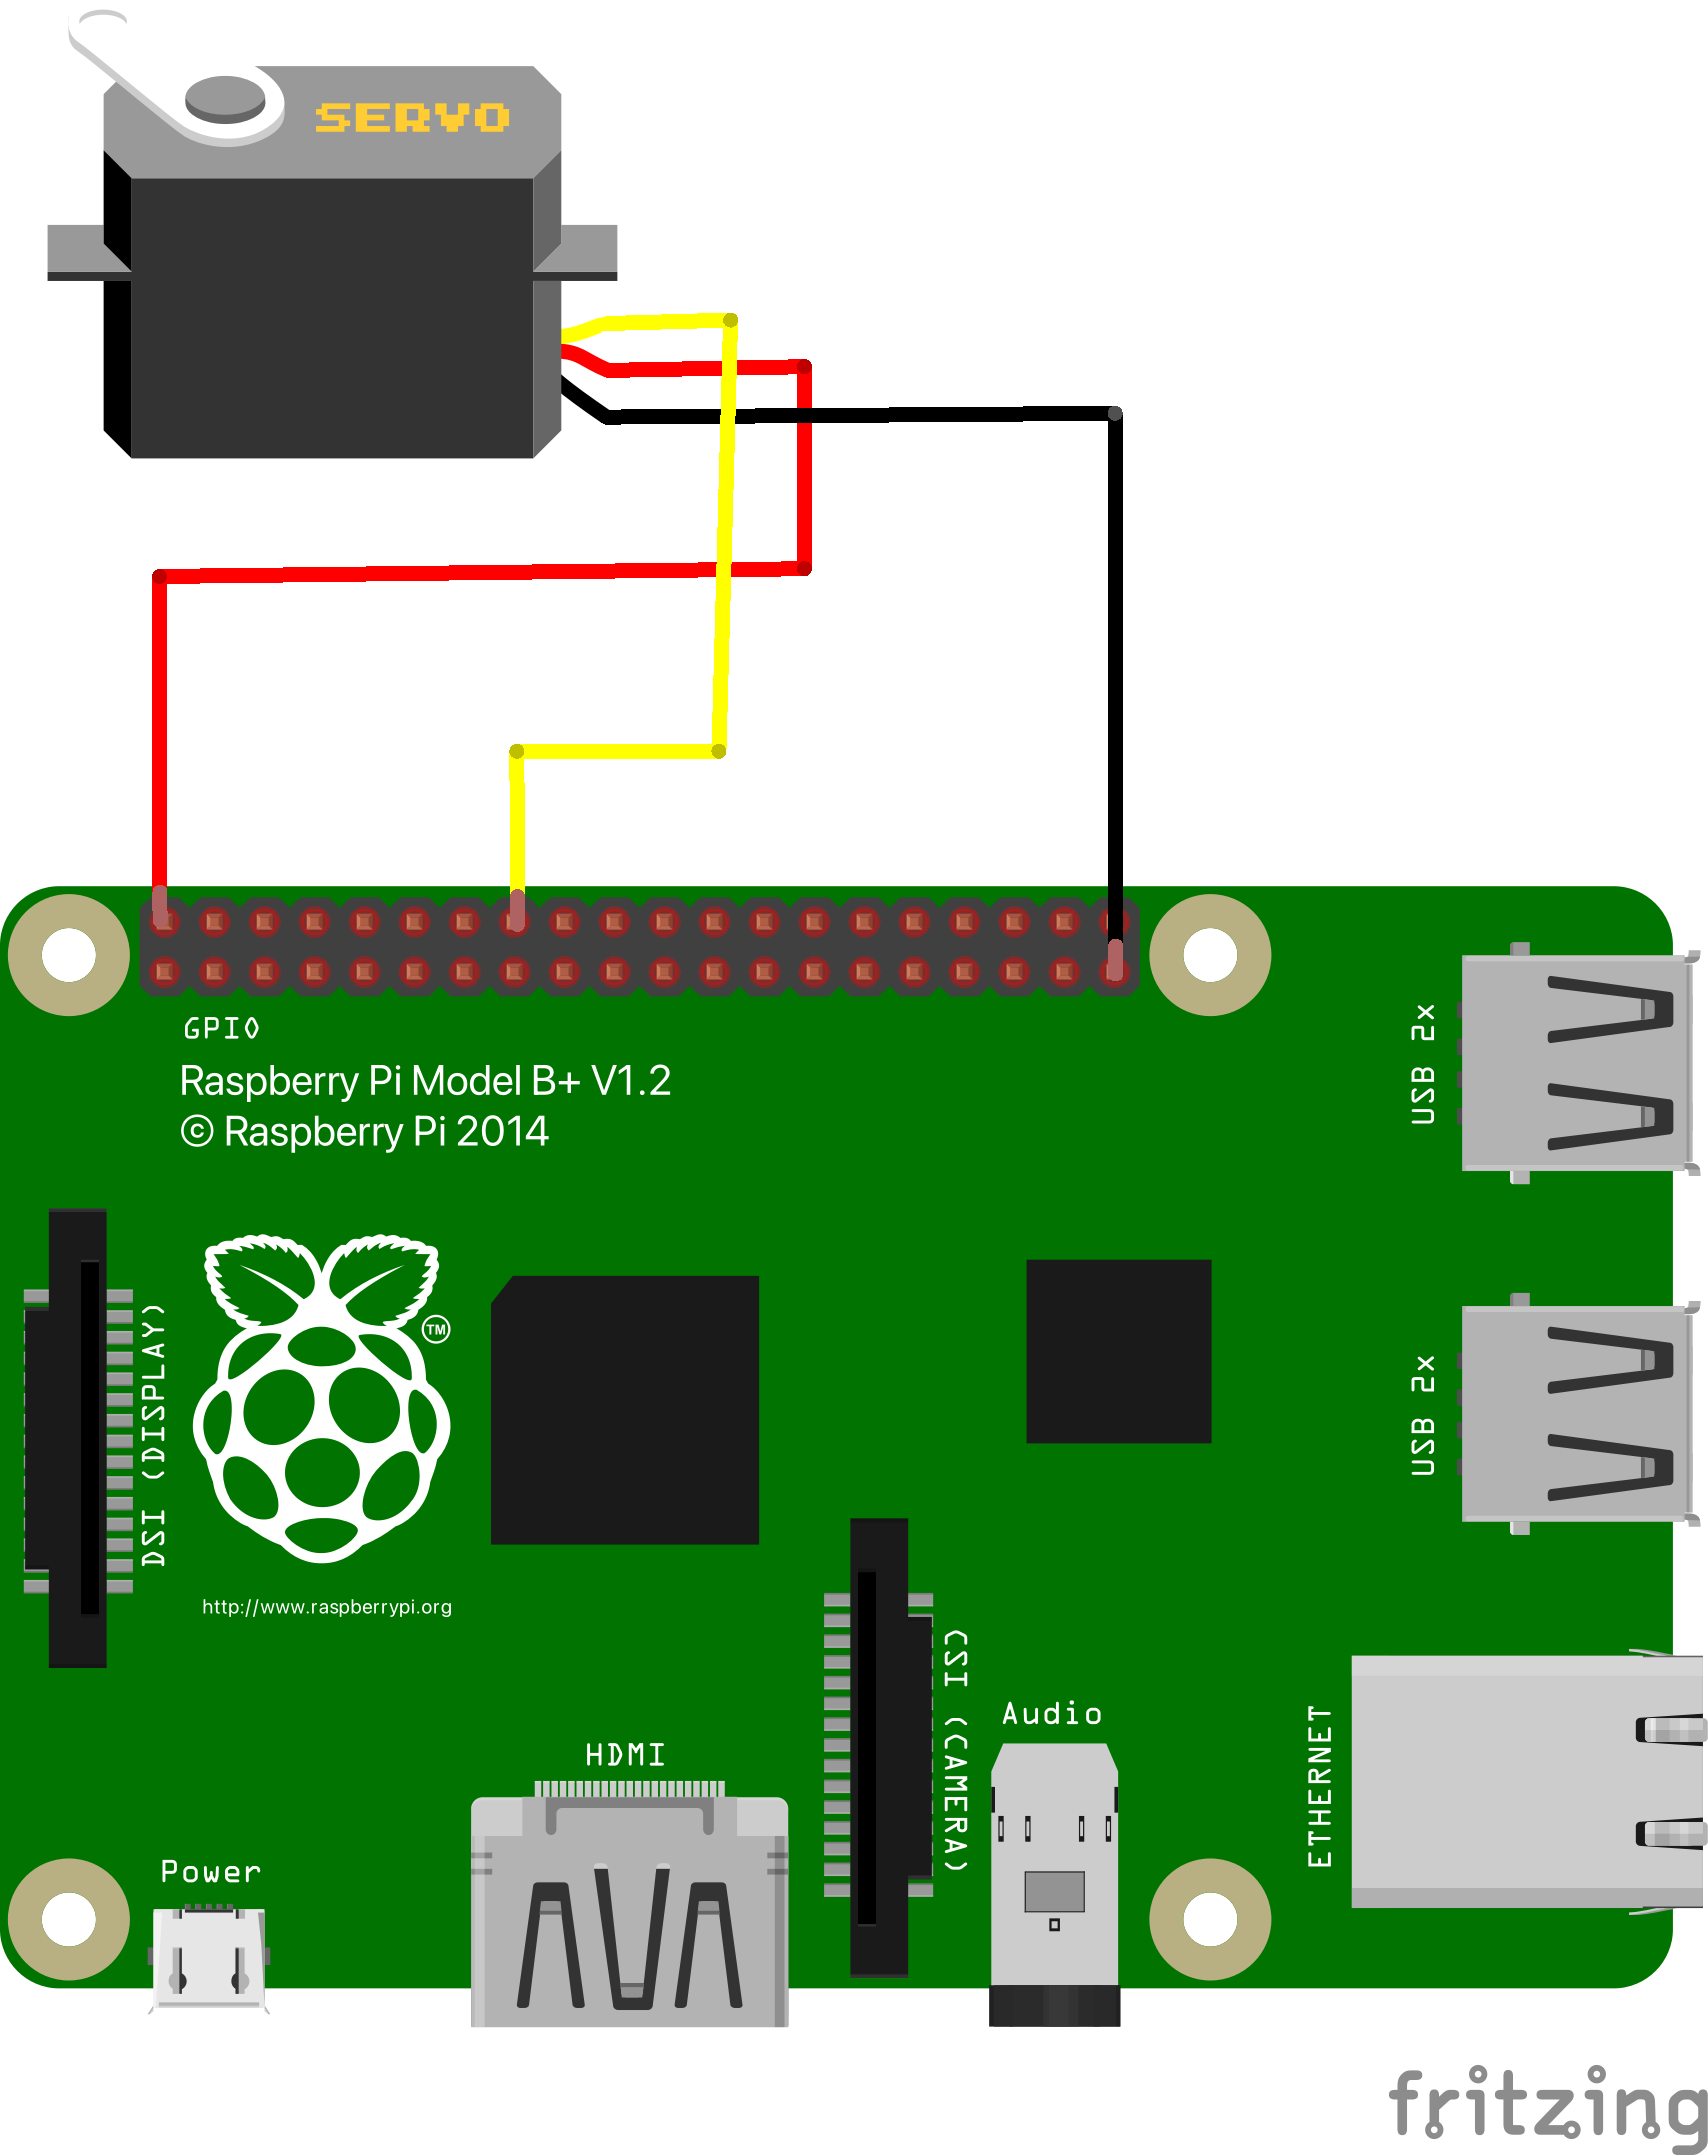 SERVO
GPIO
Raspberry Pi Model B+ V1.2
© Raspberry Pi 2014
USB 2x
DSI (DISPLAY)
TM
USB 2x
http://www.raspberrypi.org
CSI (CAMERA)
Audio
ETHERNET
HDMI
Power
fritzing